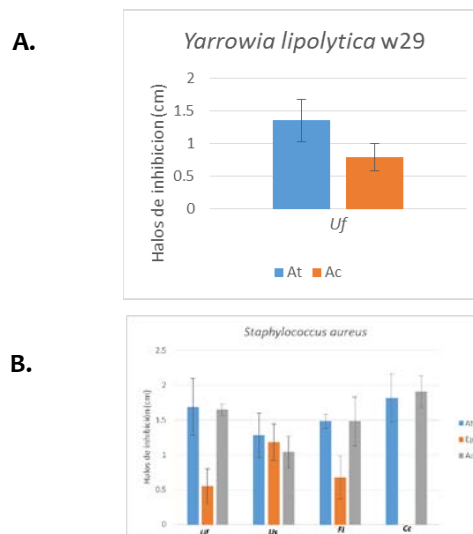 A.
Yarrowia lipolytica w29
Halos de inhibicion (cm)
2
1.5
1
0.5
0
Uf
At Ac
B.
Staphylococcus aureus
Halos de inhibición (cm)
2.5
2
1.5
1
0.5
0
Uf Us Fl Cc
At
Ac